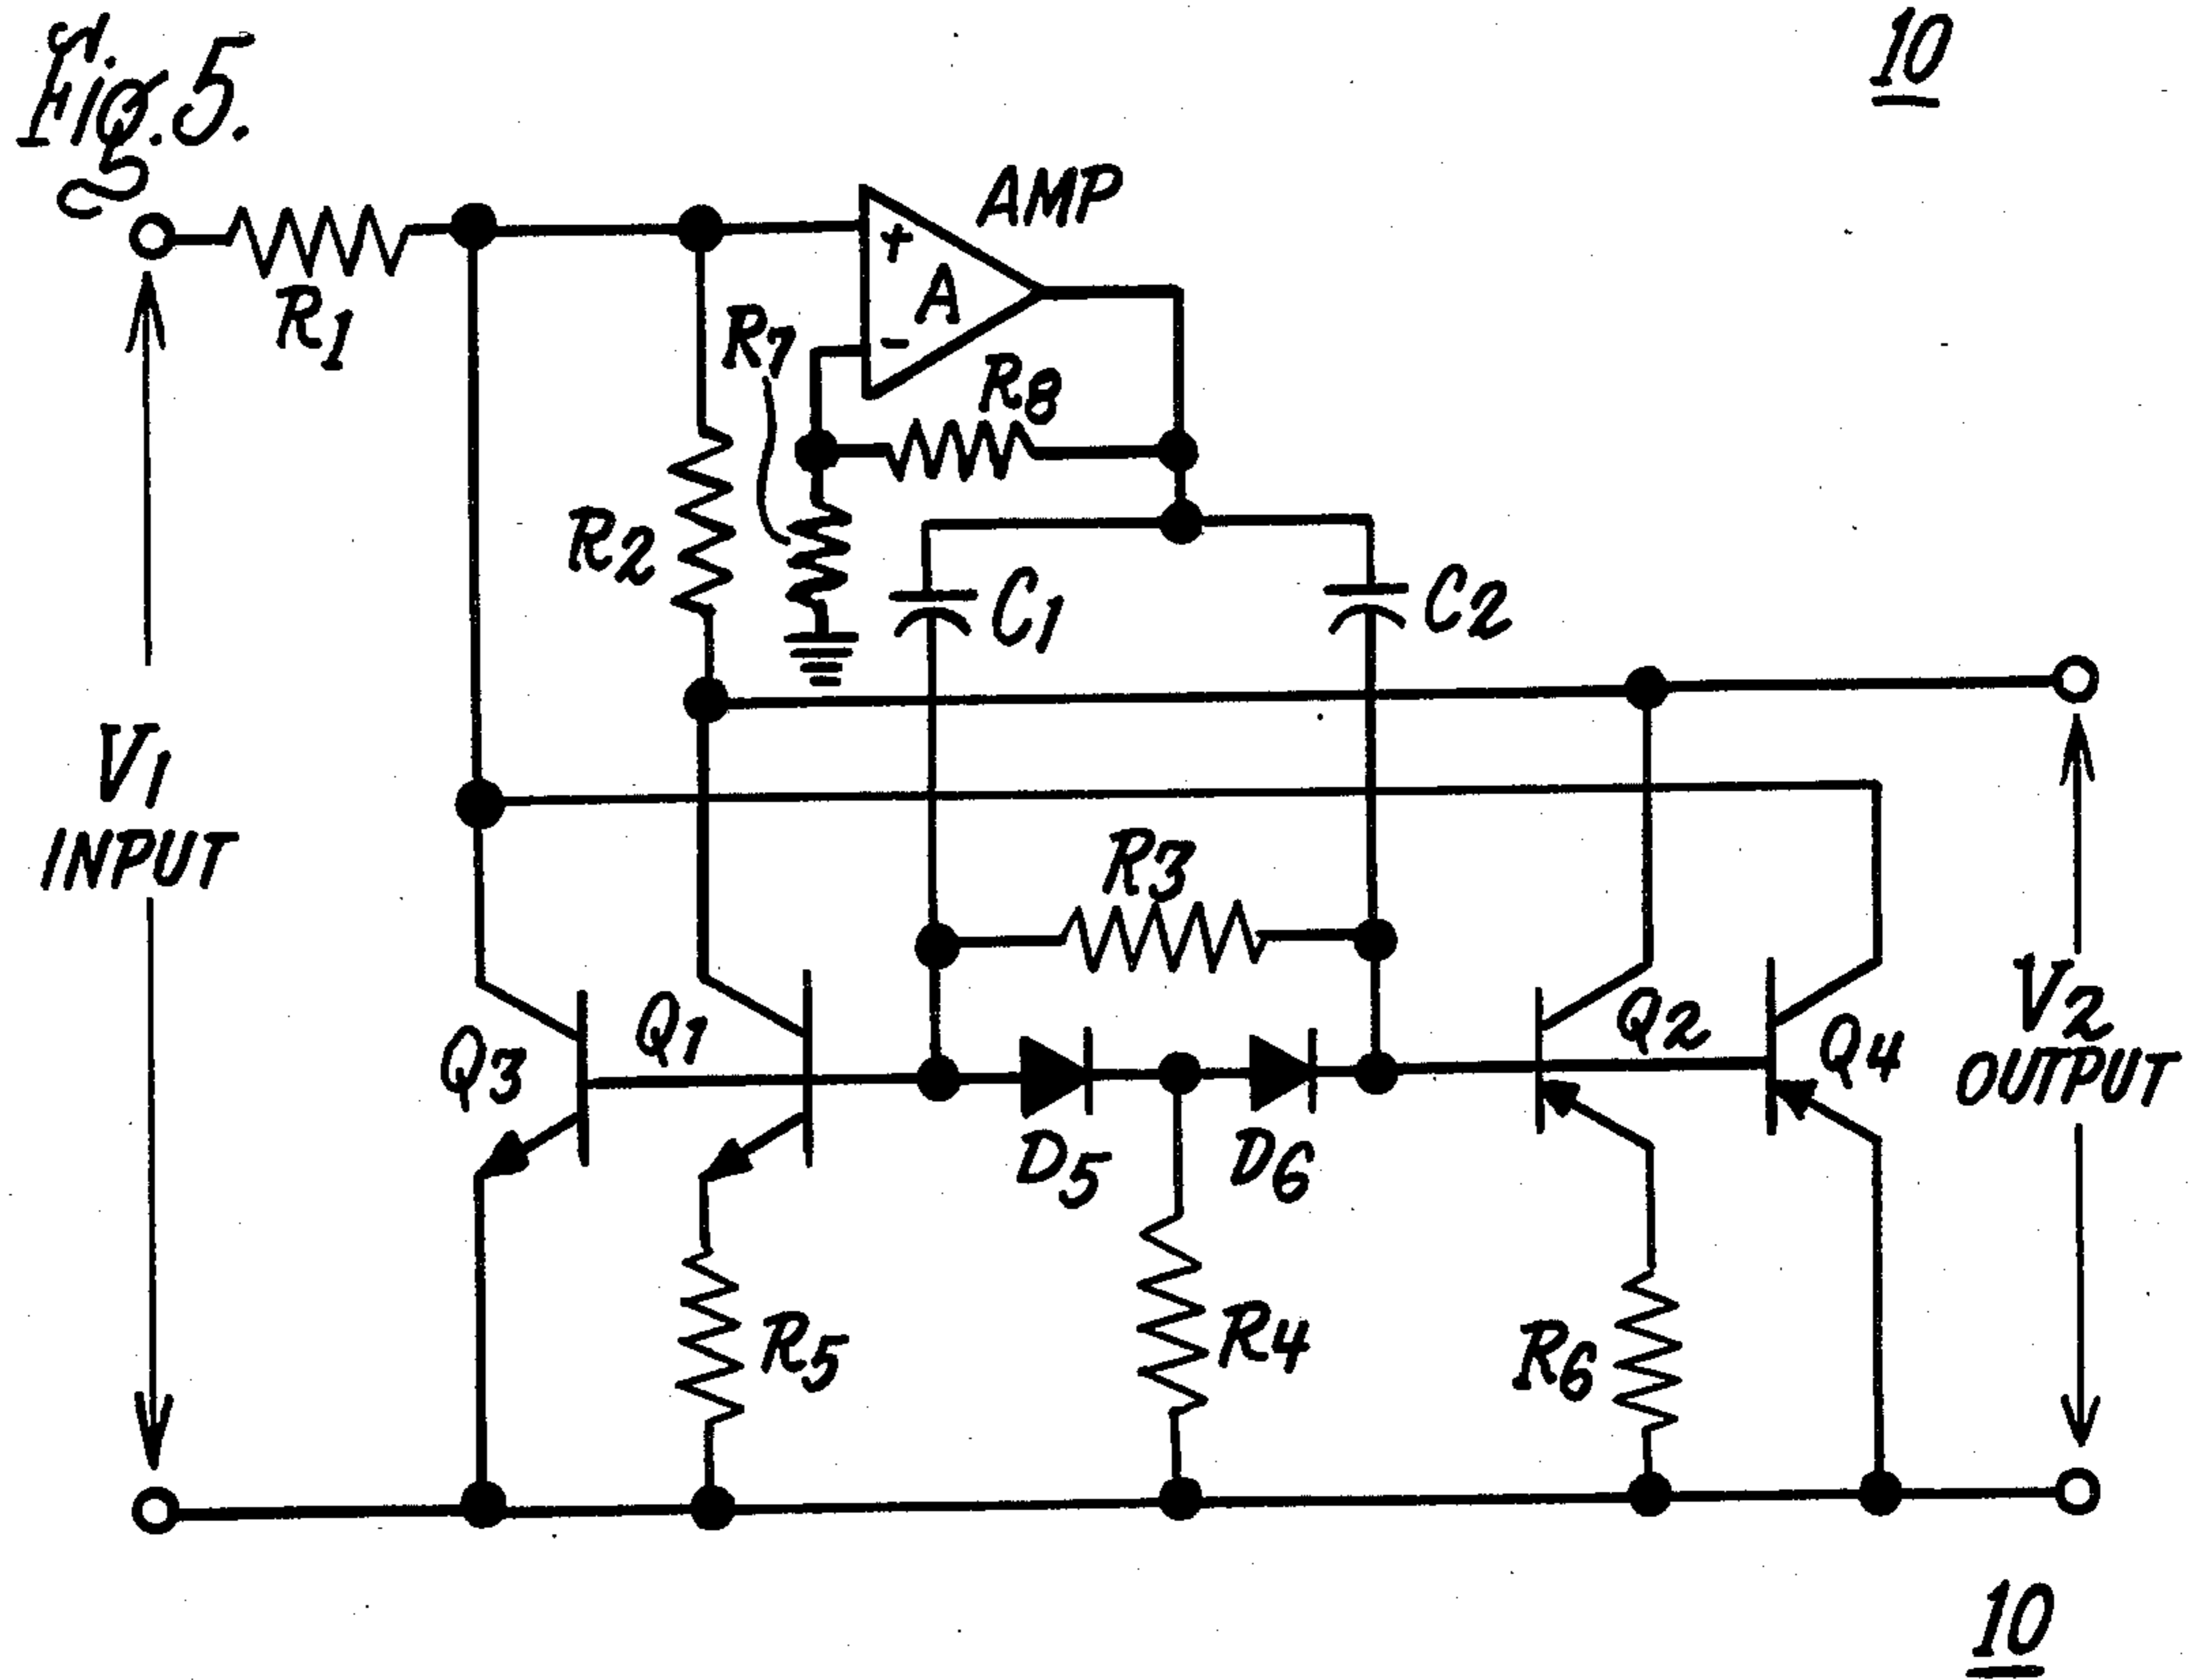 Fig. 5.
10
AMP
+
A
-
R1
R7
R8
R2
C1
C2
V1
INPUT
R3
Q3
Q1
Q2
Q4
V2
OUTPUT
D5
D6
R5
R4
R6
10